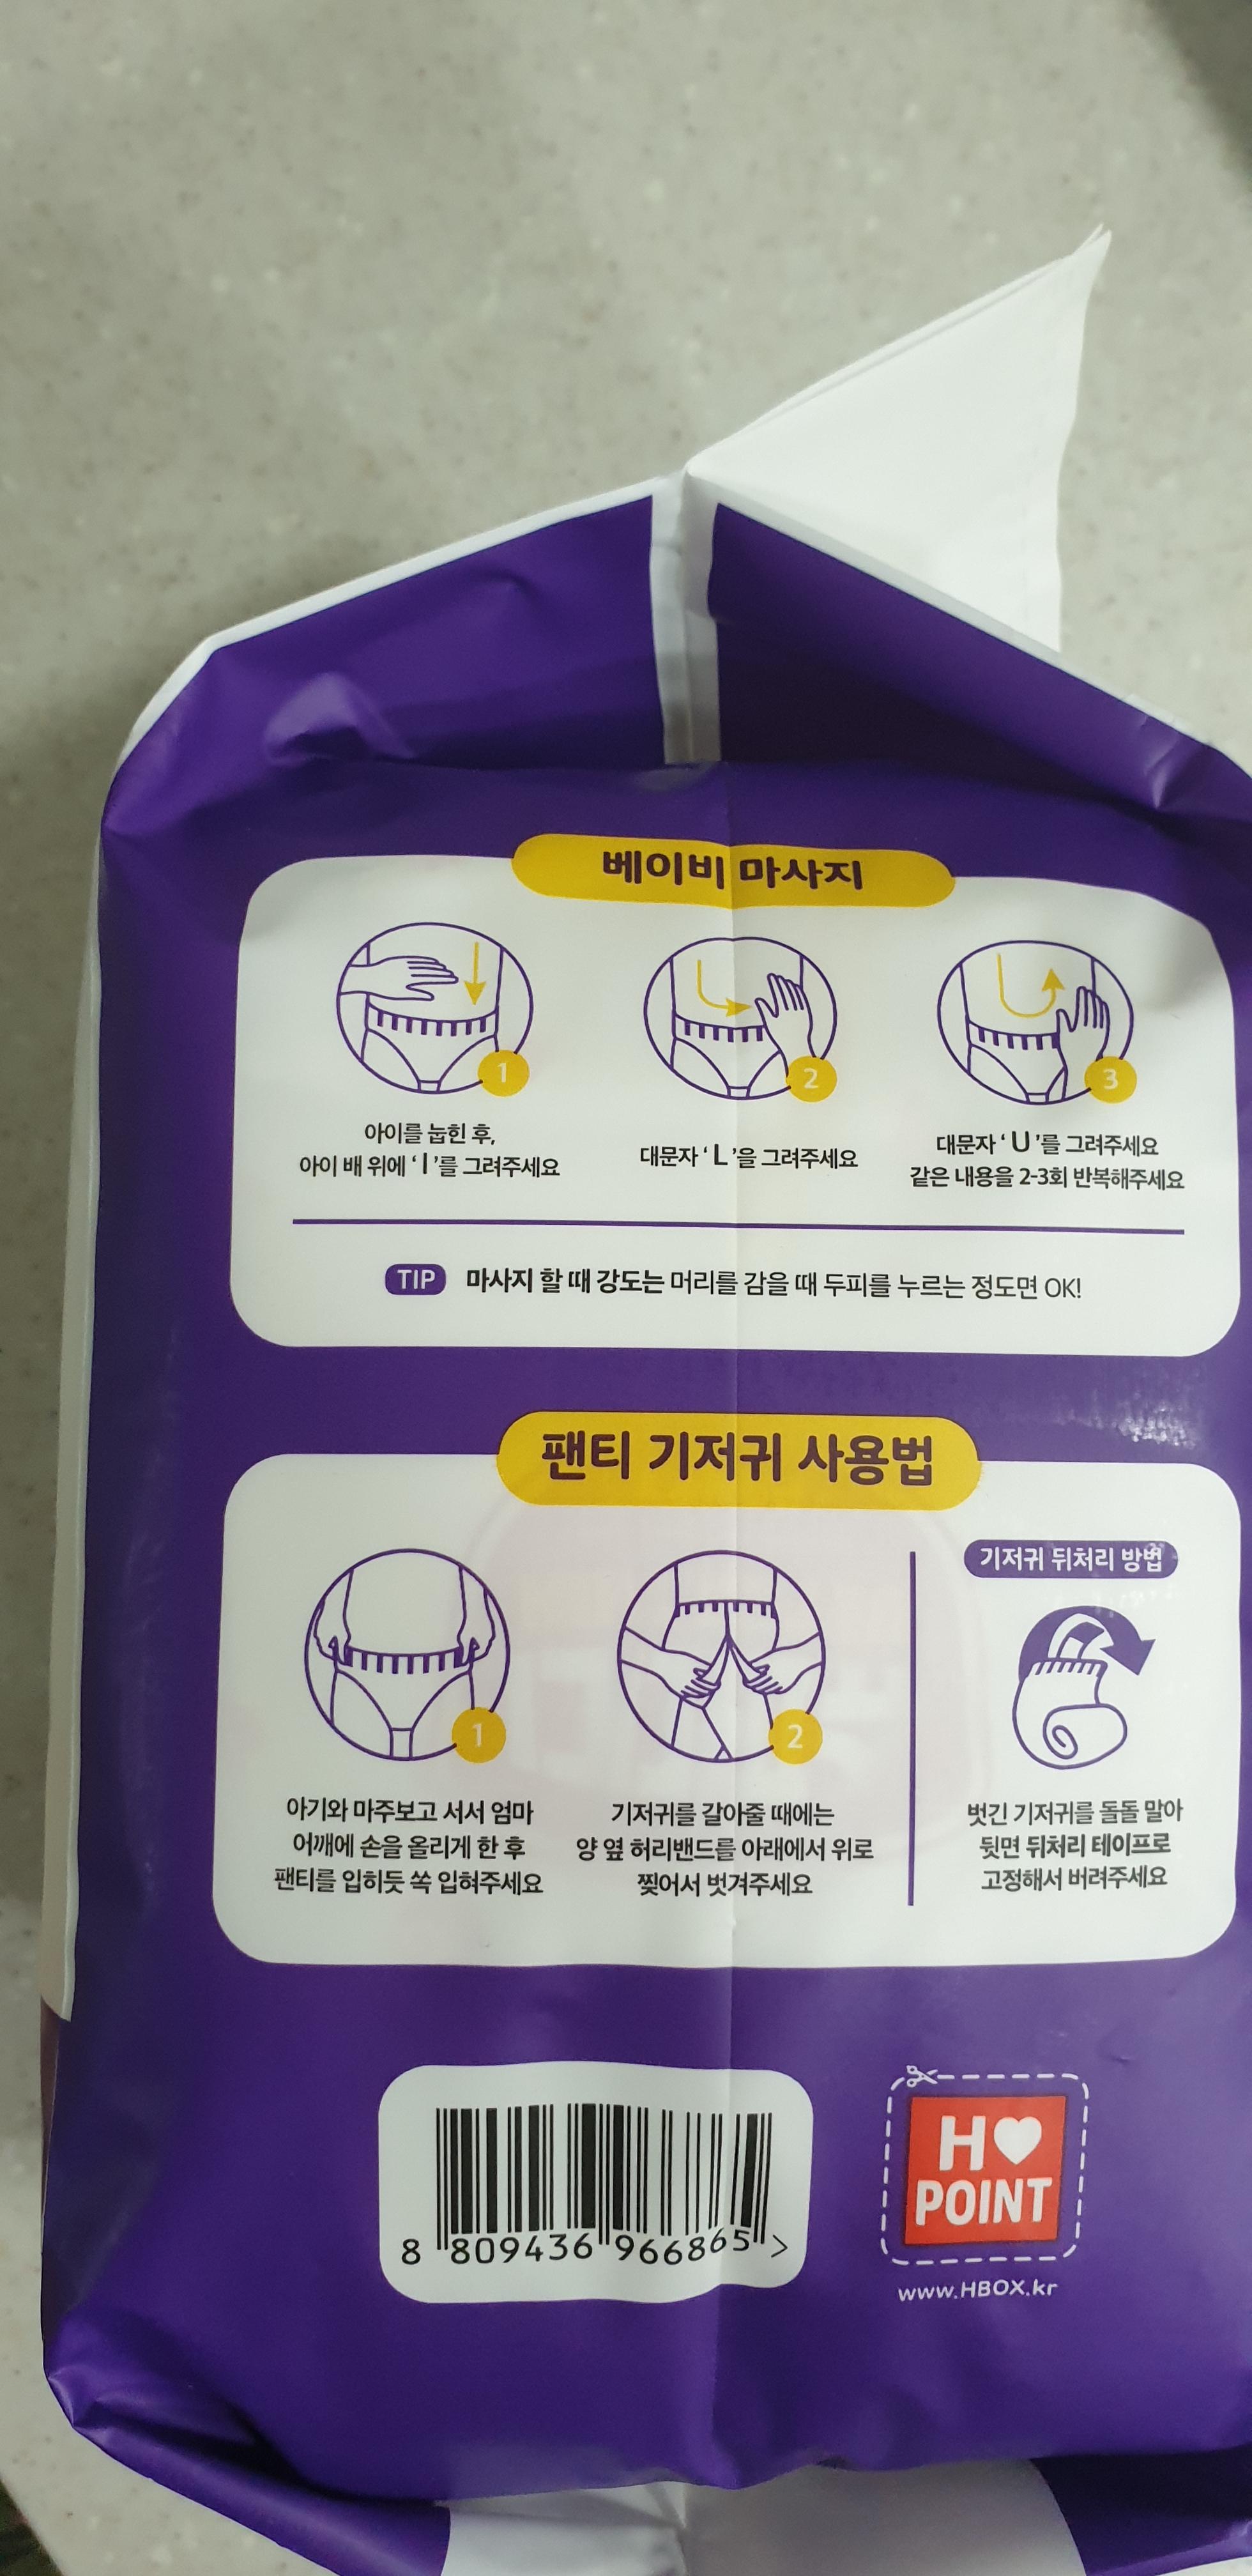 베이비 마사지
1
2
3
아이를 눕힌 후,
아이 배 위에 'I'를 그려주세요
대문자 'L'을 그려주세요
대문자 'U'를 그려주세요
같은 내용을 2-3회 반복해주세요
TIP 마사지 할 때 강도는 머리를 감을 때 두피를 누르는 정도면 OK!
팬티 기저귀 사용법
1
2
아기와 마주보고 서서 엄마
어깨에 손을 올리게 한 후
팬티를 입히듯 쏙 입혀주세요
기저귀를 갈아줄 때에는
양 옆 허리밴드를 아래에서 위로
찢어서 벗겨주세요
기저귀 뒤처리 방법
벗긴 기저귀를 돌돌 말아
뒷면 뒤처리 테이프로
고정해서 버려주세요
8 809436 966865 >
H♥
POINT
www.HBOX.kr